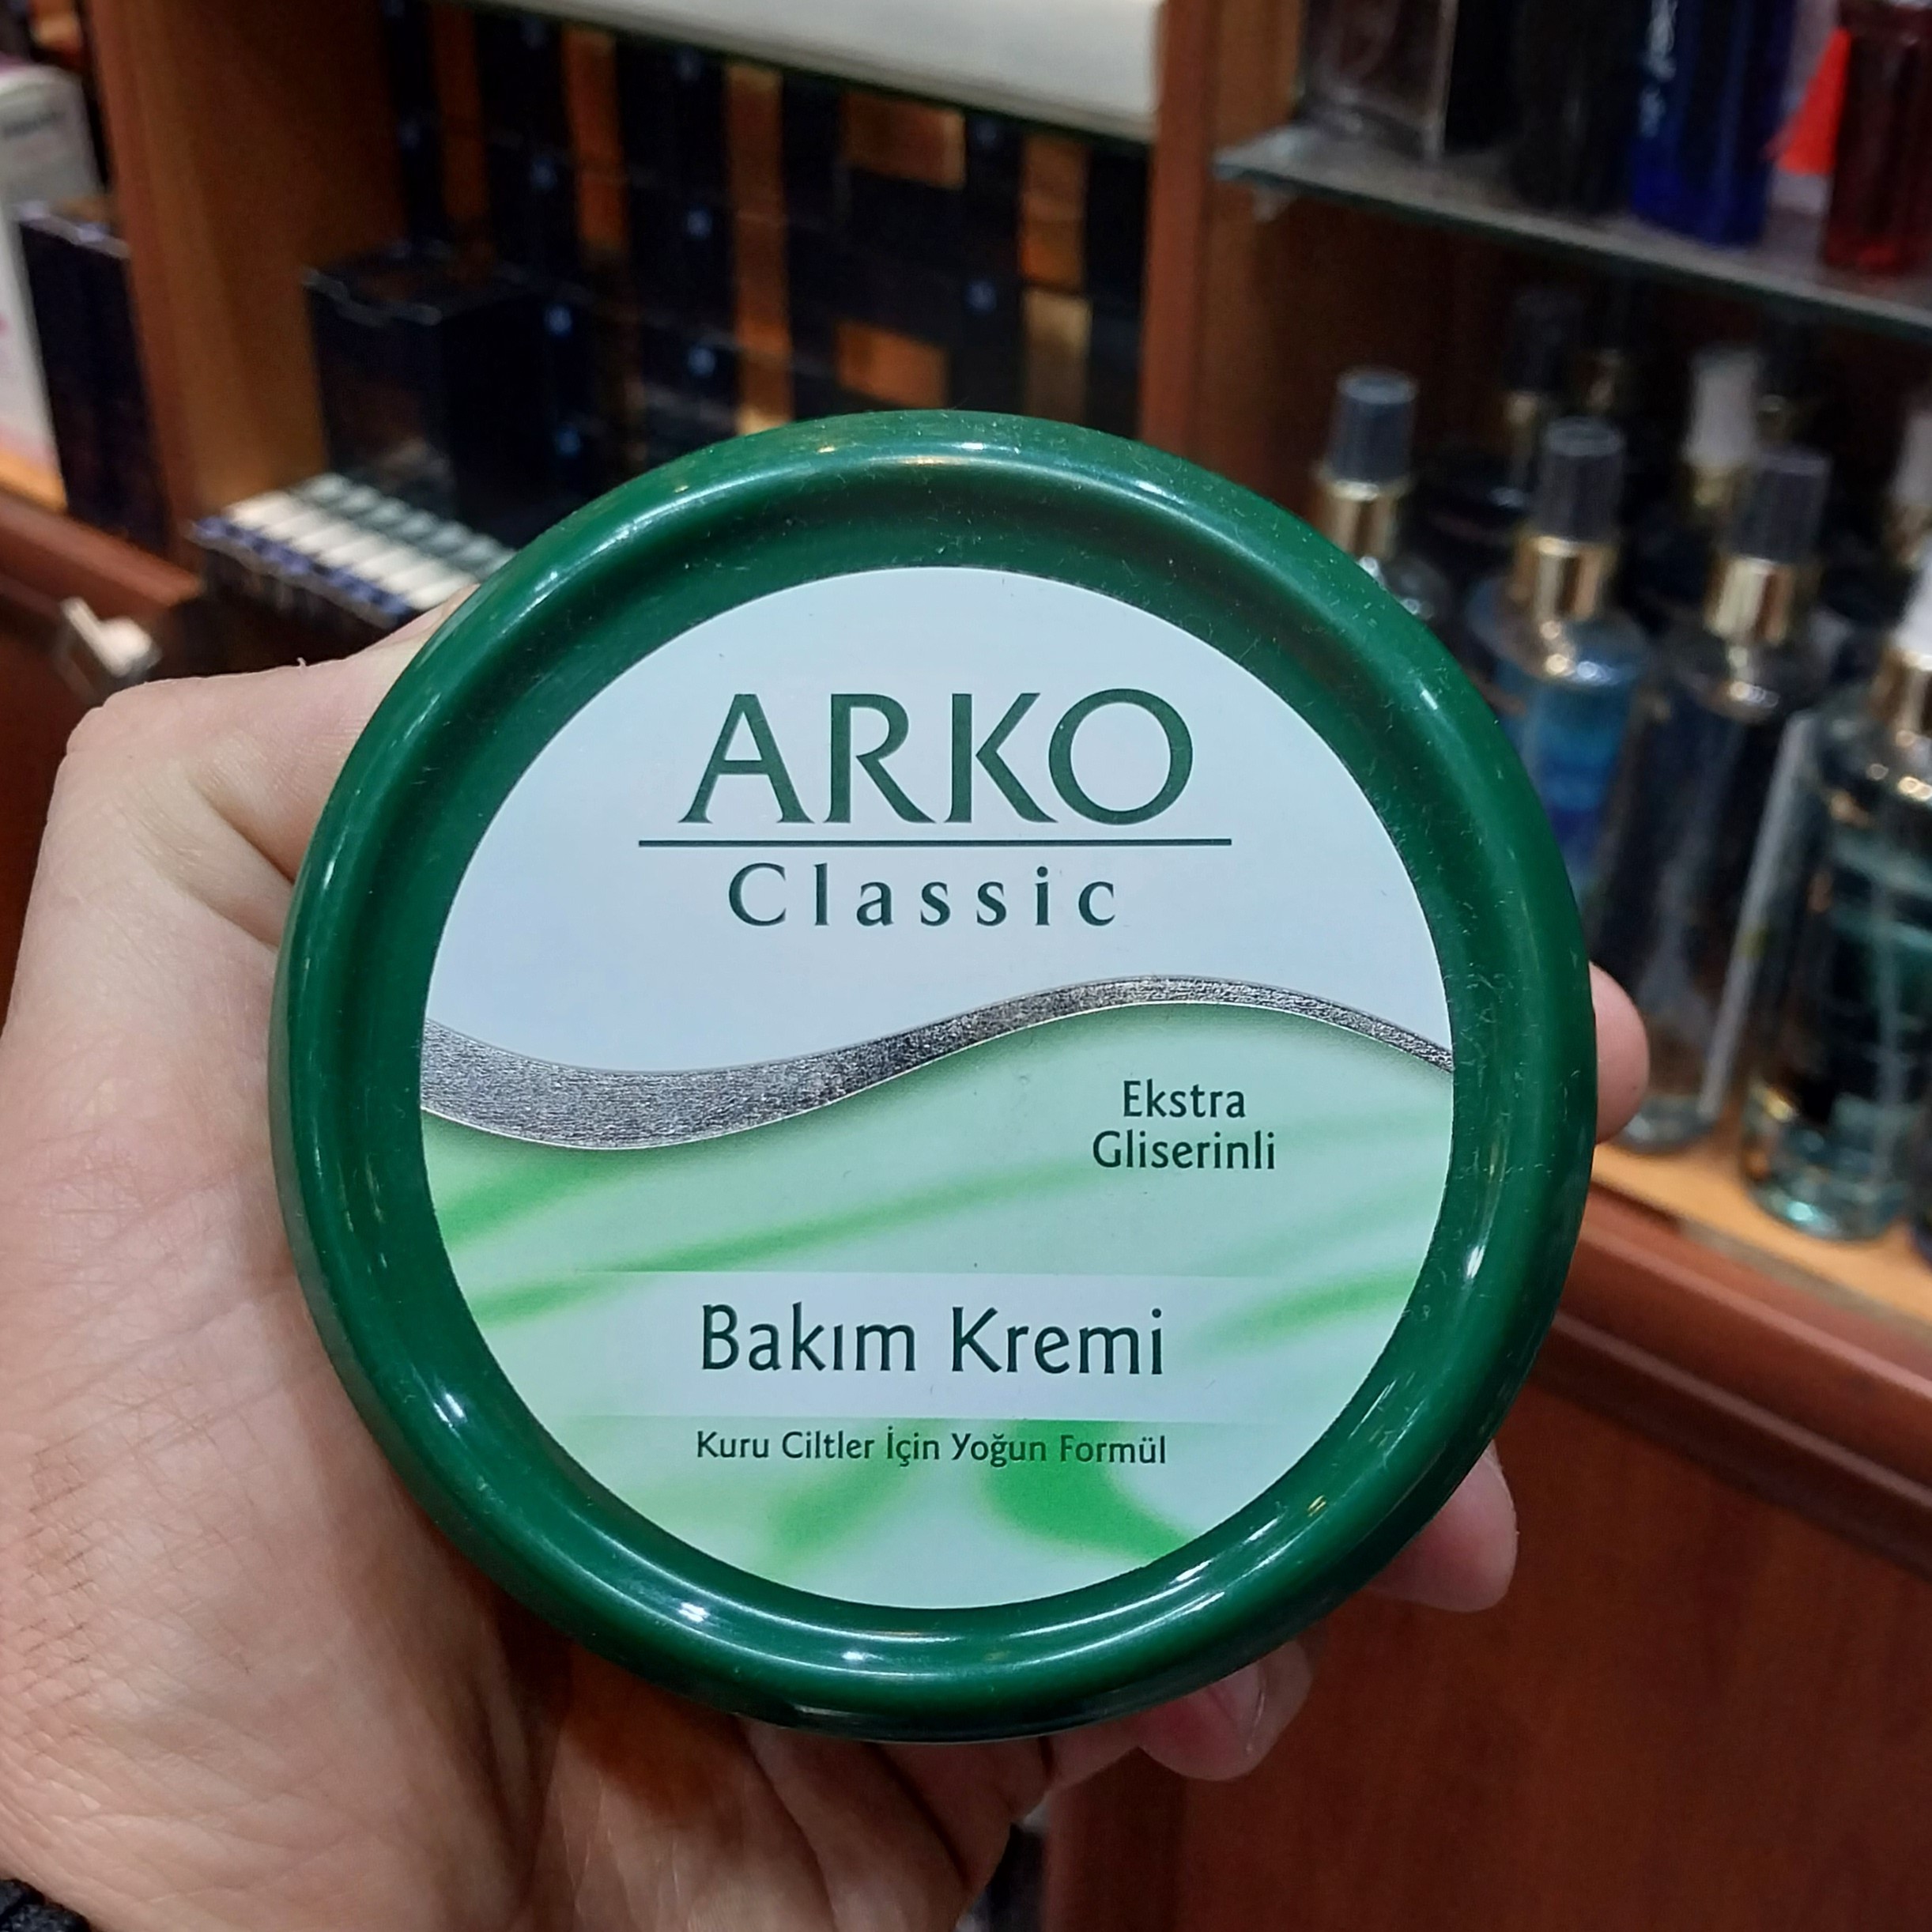 ARKO
Classic
Ekstra
Gliserinli
Bakım Kremi
Kuru Ciltler İçin Yoğun Formül